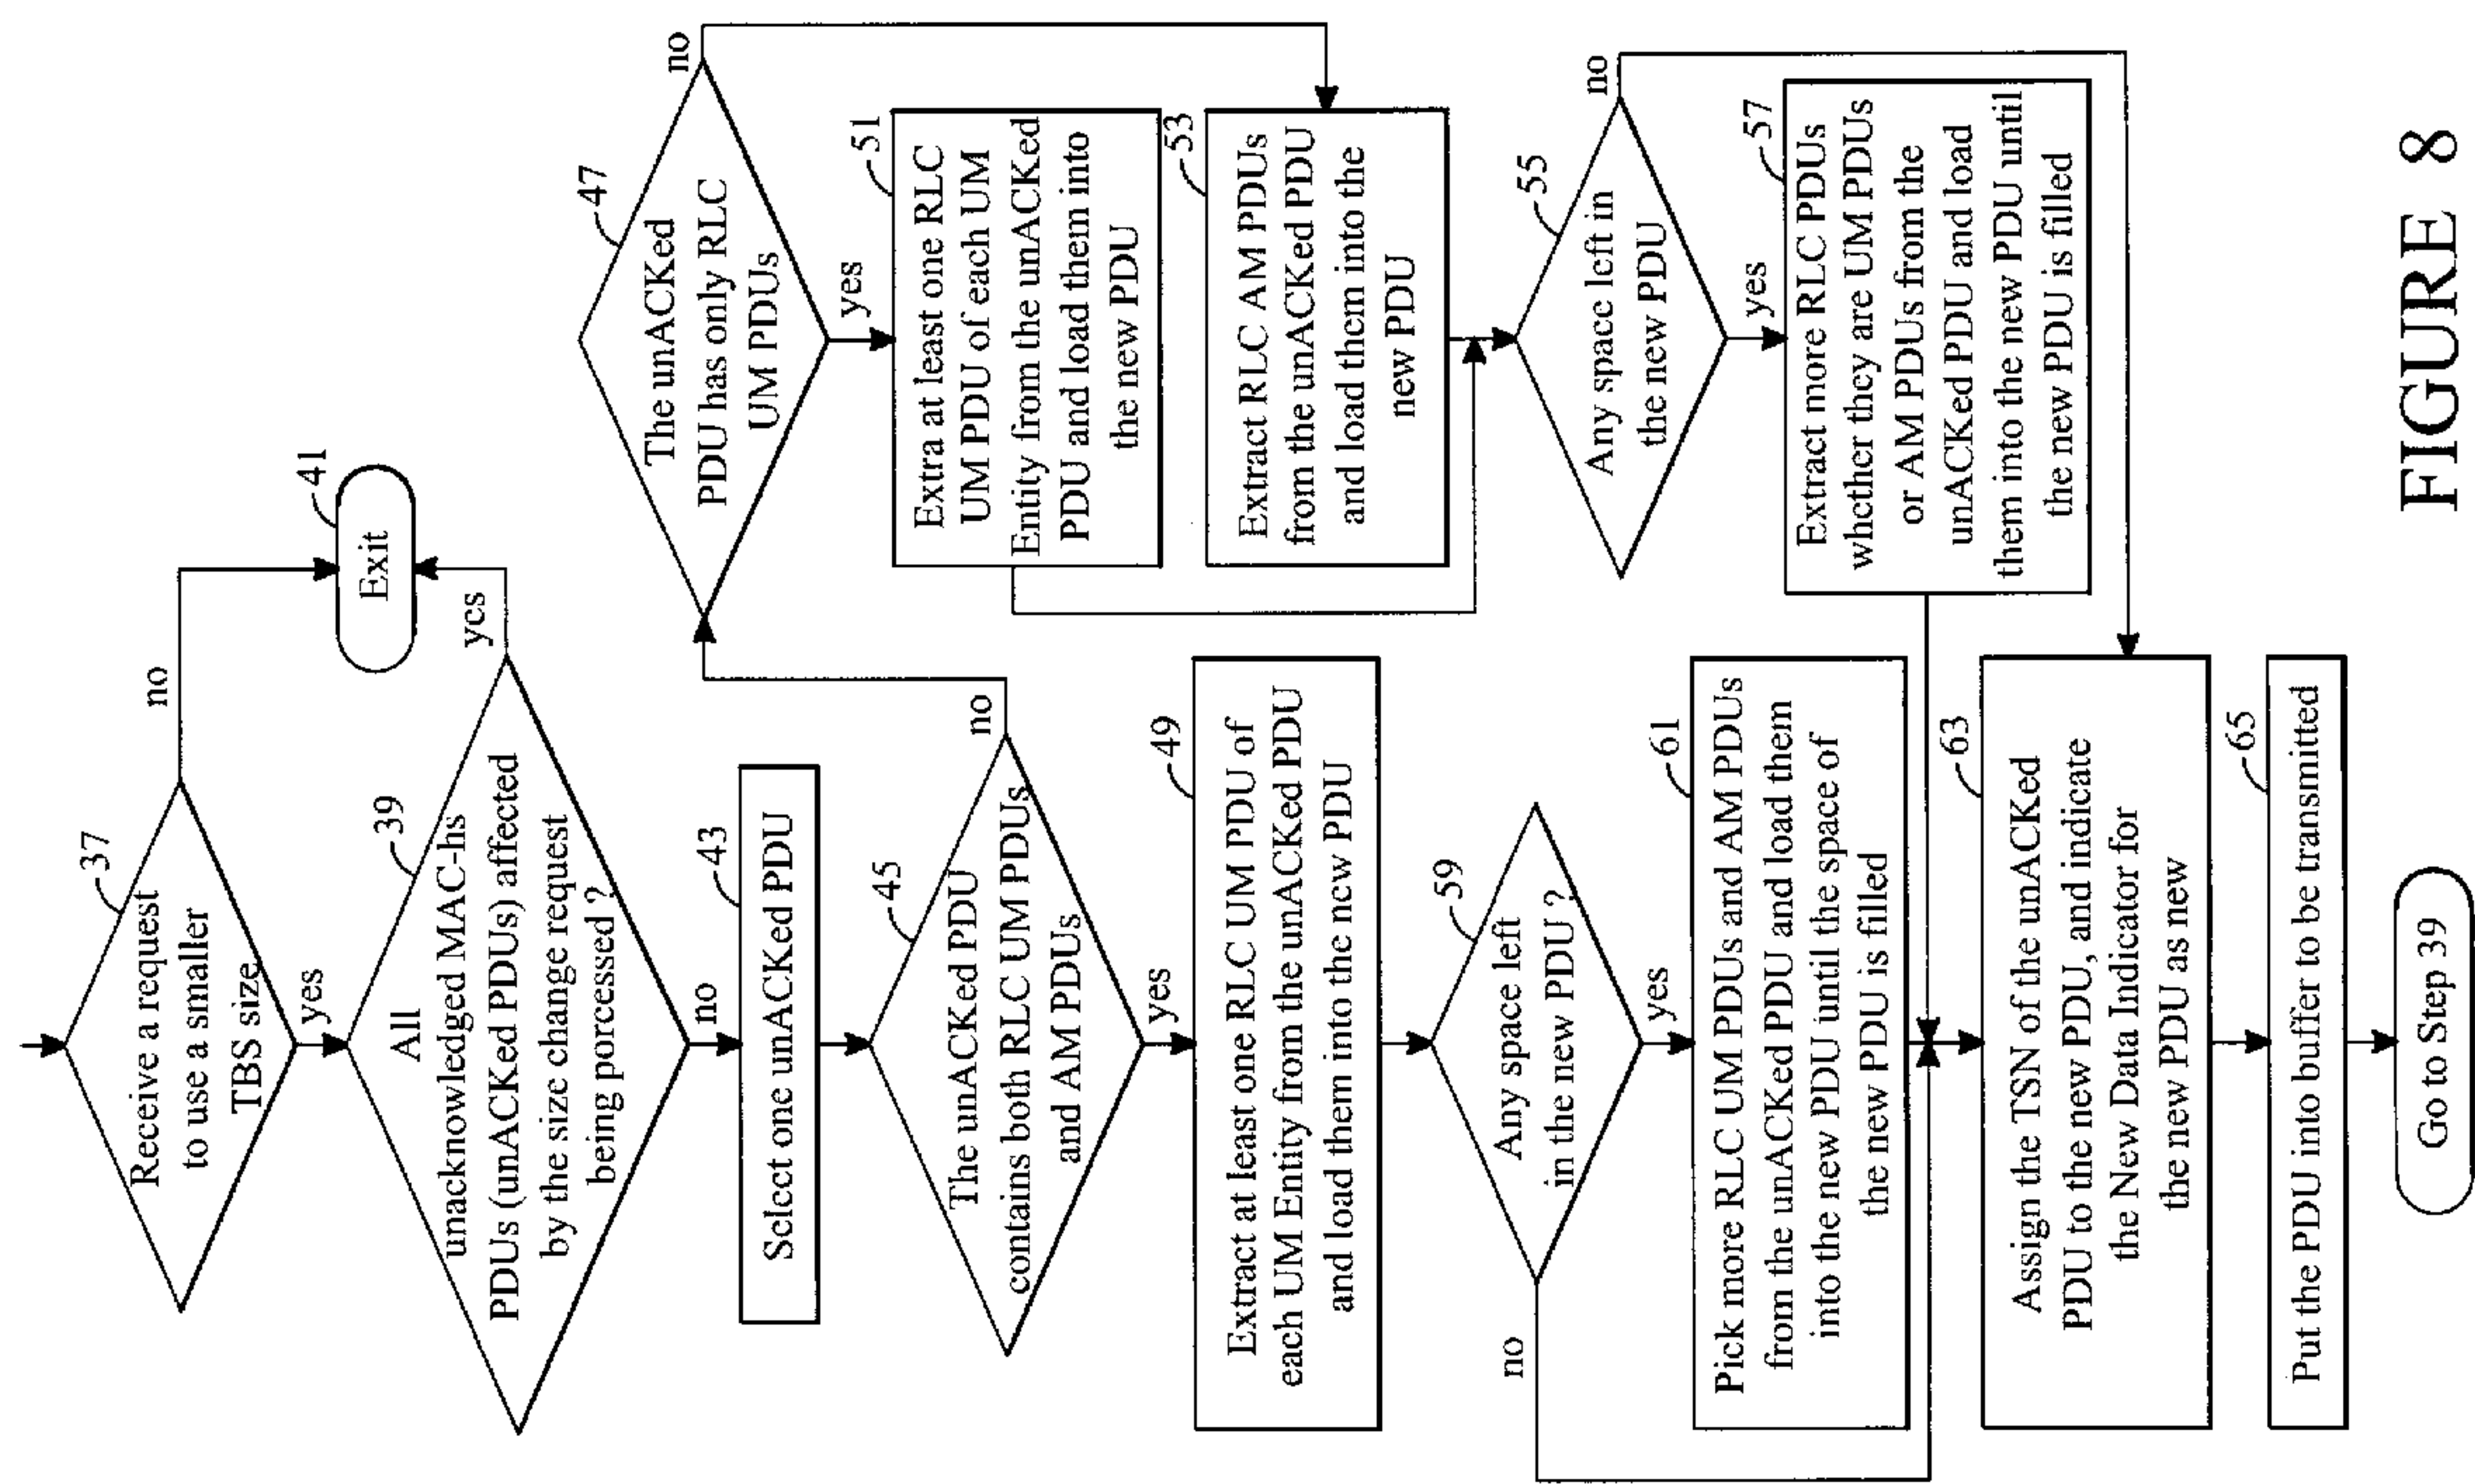 37
Receive a request
to use a smaller
TBS size
no
yes
41
Exit
39
All
unacknowledged MAC-hs
PDUs (unACKed PDUs) affected
by the size change request
being porcessed ?
yes
no
43
Select one unACKed PDU
45
The unACKed PDU
contains both RLC UM PDUs
and AM PDUs
no
yes
47
The unACKed
PDU has only RLC
UM PDUs
no
yes
49
Extract at least one RLC UM PDU of
each UM Entity from the unACKed PDU
and load them into the new PDU
51
Extra at least one RLC
UM PDU of each UM
Entity from the unACKed
PDU and load them into
the new PDU
53
Extract RLC AM PDUs
from the unACKed PDU
and load them into the
new PDU
55
Any space left in
the new PDU
no
yes
57
Extract more RLC PDUs
whether they are UM PDUs
or AM PDUs from the
unACKed PDU and load
them into the new PDU until
the new PDU is filled
59
Any space left
in the new PDU ?
no
yes
61
Pick more RLC UM PDUs and AM PDUs
from the unACKed PDU and load them
into the new PDU until the space of
the new PDU is filled
63
Assign the TSN of the unACKed
PDU to the new PDU, and indicate
the New Data Indicator for
the new PDU as new
65
Put the PDU into buffer to be transmitted
Go to Step 39
FIGURE 8